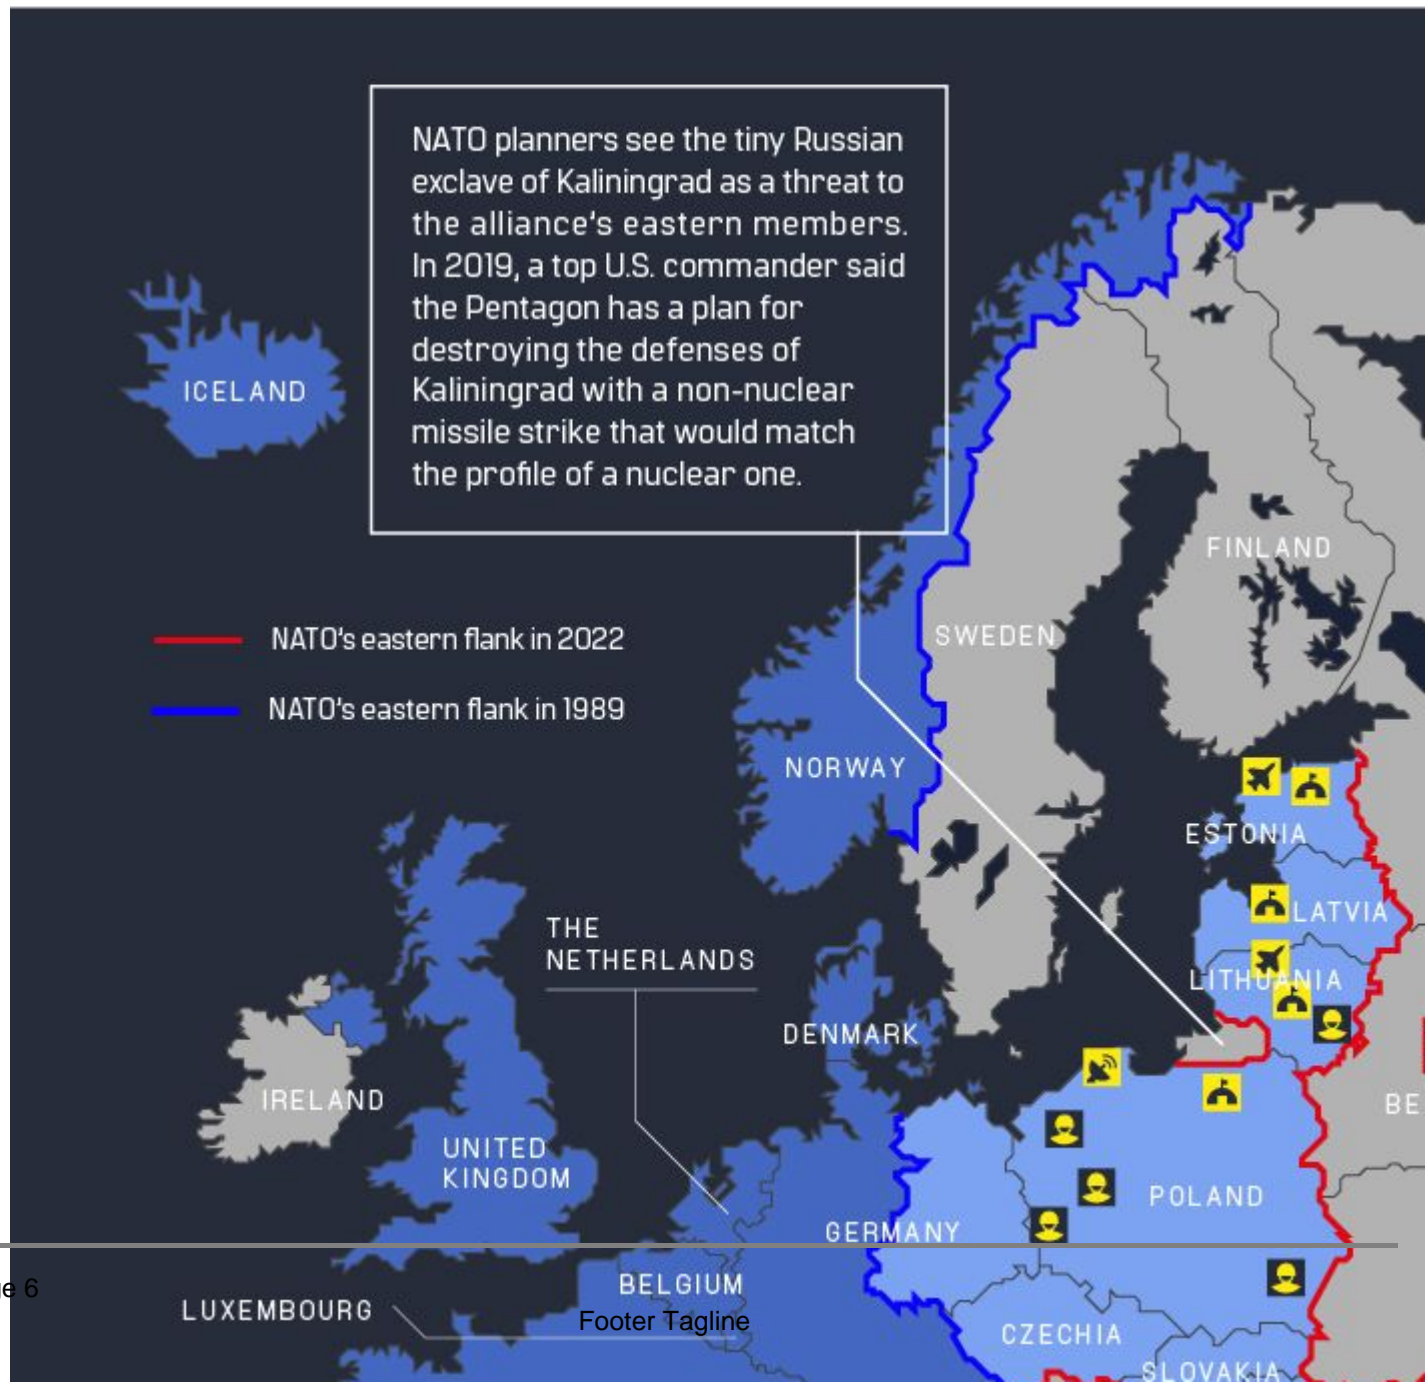 NATO planners see the tiny Russian
exclave of Kaliningrad as a threat to
the alliance's eastern members.
In 2019, a top U.S. commander said
the Pentagon has a plan for
destroying the defenses of
Kaliningrad with a non-nuclear
missile strike that would match
the profile of a nuclear one.
ICELAND
FINLAND
SWEDEN
NATO's eastern flank in 2022
NATO's eastern flank in 1989
NORWAY
ESTONIA
LATVIA
THE
NETHERLANDS
LITHUANIA
DENMARK
IRELAND
BE
UNITED
KINGDOM
POLAND
GERMANY
BELGIUM
ge 6
LUXEMBOURG
Footer Tagline
CZECHIA
SLOVAKIA